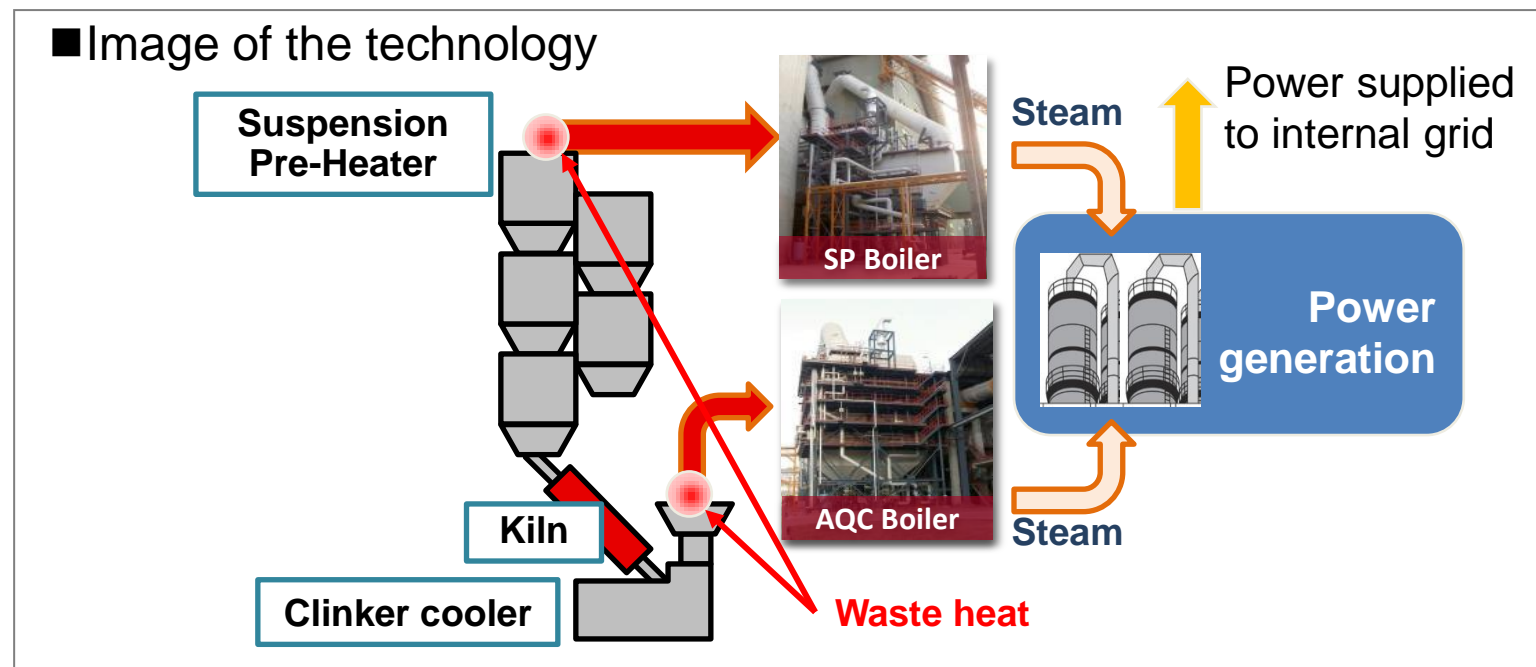 ■Image of the technology
Suspension
Pre-Heater
SP Boiler
Steam
Power supplied
to internal grid
Power
generation
AQC Boiler
Steam
Kiln
Clinker cooler
Waste heat